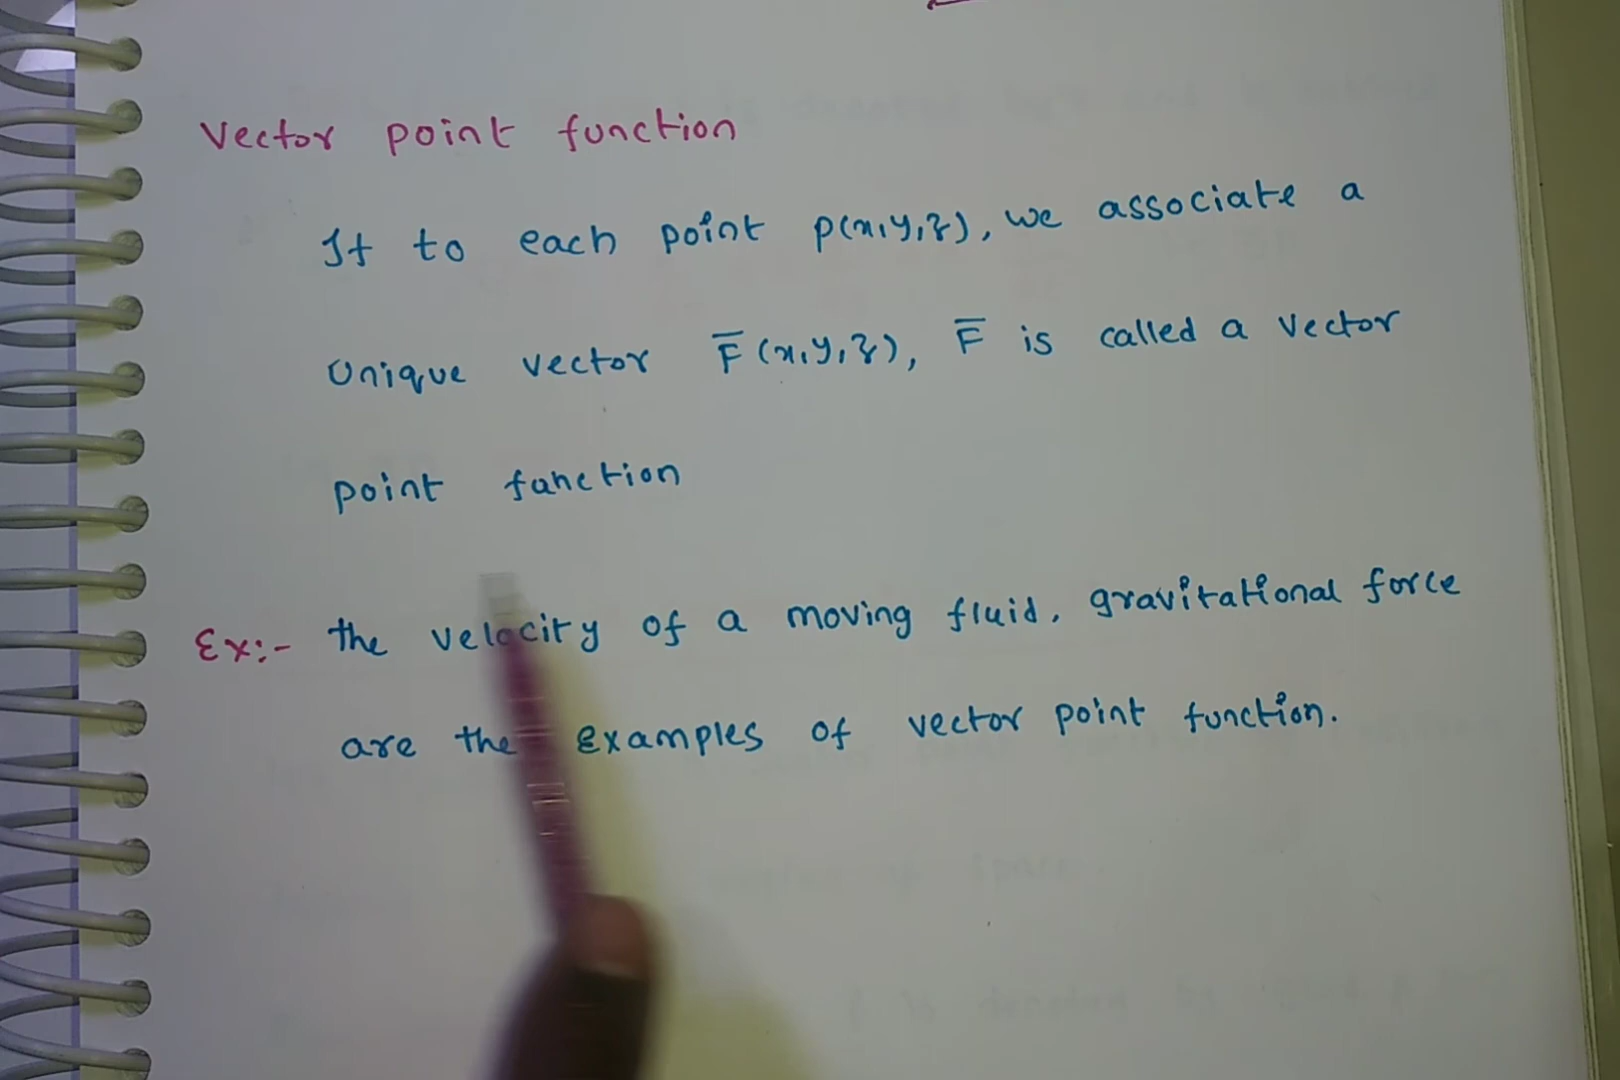 Vector point function
If to each point p(x,y,z), we associate a
Unique vector F̅(x,y,z), F̅ is called a vector
point function
Ex:- the velocity of a moving fluid, gravitational force
are the examples of vector point function.